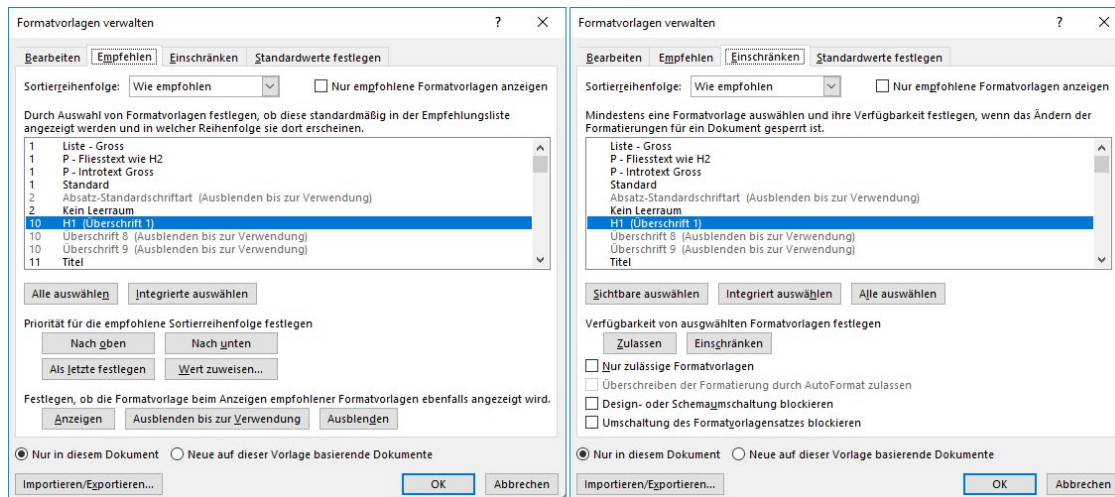 Formatvorlagen verwalten ? X
Bearbeiten Empfehlen Einschränken Standardwerte festlegen
Sortierreihenfolge: Wie empfohlen Nur empfohlene Formatvorlagen anzeigen
Durch Auswahl von Formatvorlagen festlegen, ob diese standardmäßig in der Empfehlungsliste
angezeigt werden und in welcher Reihenfolge sie dort erscheinen.
1 Liste - Gross
1 P - Fliesstext wie H2
1 P - Introtext Gross
1 Standard
2 Absatz-Standardschriftart (Ausblenden bis zur Verwendung)
2 Kein Leerraum
10 H1 (Überschrift 1)
10 Überschrift 8 (Ausblenden bis zur Verwendung)
10 Überschrift 9 (Ausblenden bis zur Verwendung)
11 Titel
Alle auswählen Integrierte auswählen
Priorität für die empfohlene Sortierreihenfolge festlegen
Nach oben Nach unten
Als letzte festlegen Wert zuweisen...
Festlegen, ob die Formatvorlage beim Anzeigen empfohlener Formatvorlagen ebenfalls angezeigt wird.
Anzeigen Ausblenden bis zur Verwendung Ausblenden
Nur in diesem Dokument Neue auf dieser Vorlage basierende Dokumente
Importieren/Exportieren... OK Abbrechen
Formatvorlagen verwalten ? X
Bearbeiten Empfehlen Einschränken Standardwerte festlegen
Sortierreihenfolge: Wie empfohlen Nur empfohlene Formatvorlagen anzeigen
Mindestens eine Formatvorlage auswählen und ihre Verfügbarkeit festlegen, wenn das Ändern der
Formatierungen für ein Dokument gesperrt ist.
Liste - Gross
P - Fliesstext wie H2
P - Introtext Gross
Standard
Absatz-Standardschriftart (Ausblenden bis zur Verwendung)
Kein Leerraum
H1 (Überschrift 1)
Überschrift 8 (Ausblenden bis zur Verwendung)
Überschrift 9 (Ausblenden bis zur Verwendung)
Titel
Sichtbare auswählen Integriert auswählen Alle auswählen
Verfügbarkeit von ausgwählten Formatvorlagen festlegen
Zulassen Einschränken
Nur zulässige Formatvorlagen
Überschreiben der Formatierung durch AutoFormat zulassen
Design- oder Schemaumschaltung blockieren
Umschaltung des Formatvorlagensatzes blockieren
Nur in diesem Dokument Neue auf dieser Vorlage basierende Dokumente
Importieren/Exportieren... OK Abbrechen